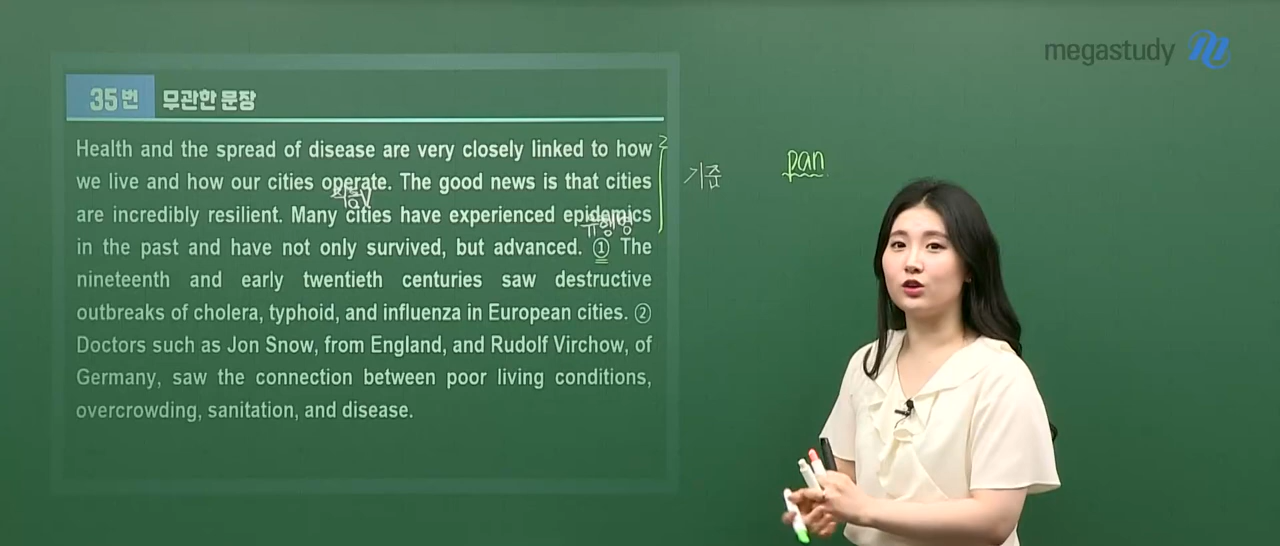 megastudy
35번 무관한 문장
Health and the spread of disease are very closely linked to how
we live and how our cities operate. The good news is that cities
are incredibly resilient. Many cities have experienced epidemics
in the past and have not only survived, but advanced. ① The
nineteenth and early twentieth centuries saw destructive
outbreaks of cholera, typhoid, and influenza in European cities. ②
Doctors such as Jon Snow, from England, and Rudolf Virchow, of
Germany, saw the connection between poor living conditions,
overcrowding, sanitation, and disease.
유행병
기준
pan